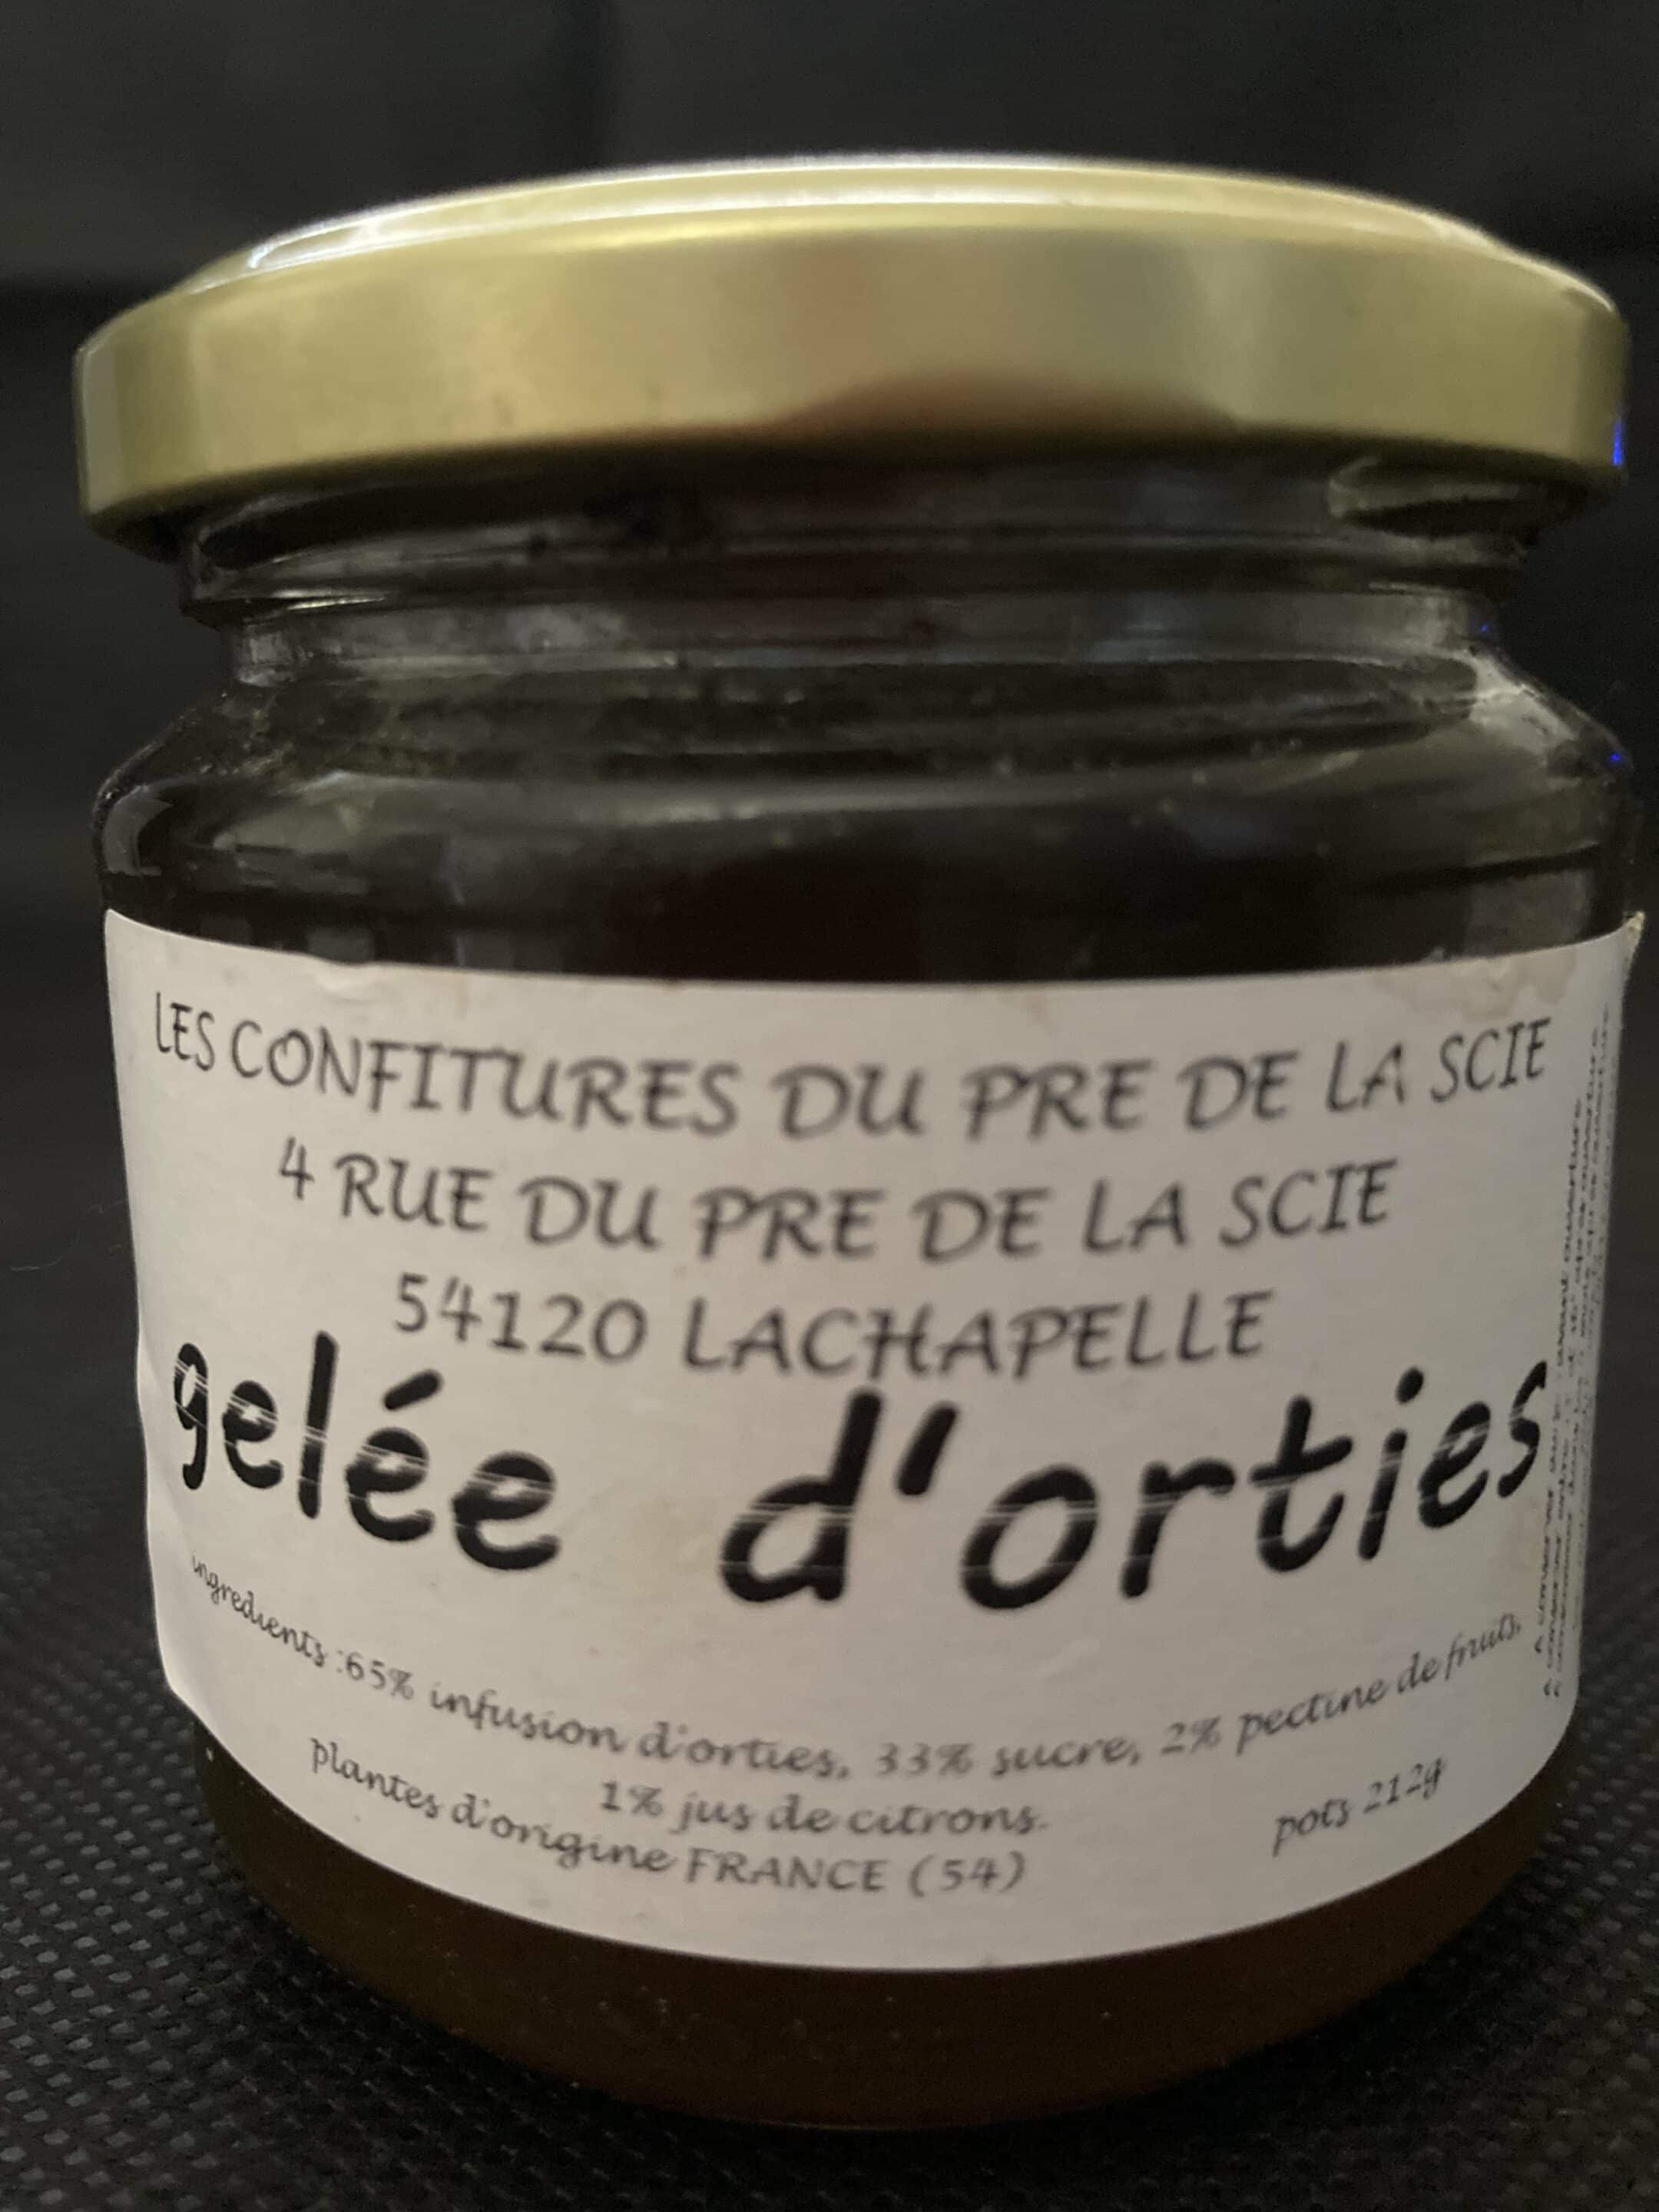 LES CONFITURES DU PRE DE LA SCIE
4 RUE DU PRE DE LA SCIE
54120 LACHAPELLE
gelée d'orties
ingredients :65% infusion d'orties, 33% sucre, 2% pectine de fruits,
1% jus de citrons.
plantes d'origine FRANCE (54)
pots 212g